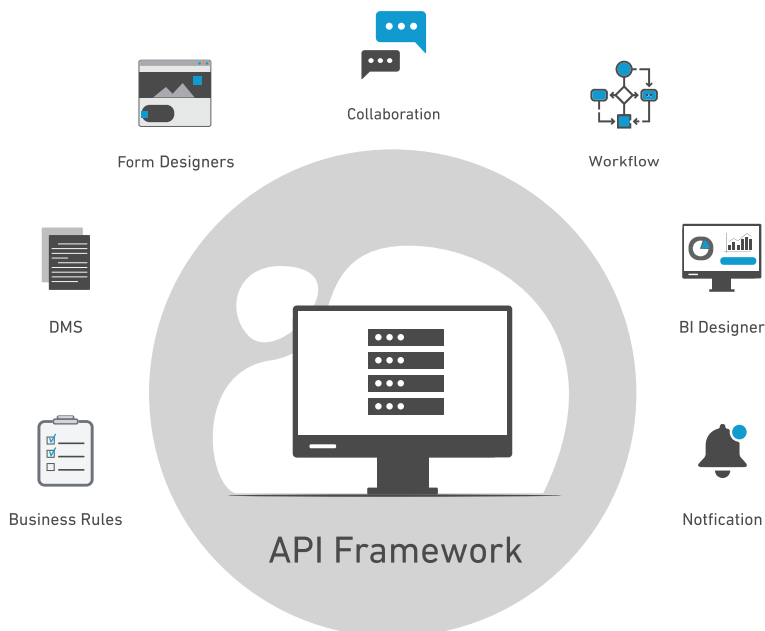 Collaboration
Form Designers
Workflow
DMS
BI Designer
Business Rules
Notfication
API Framework